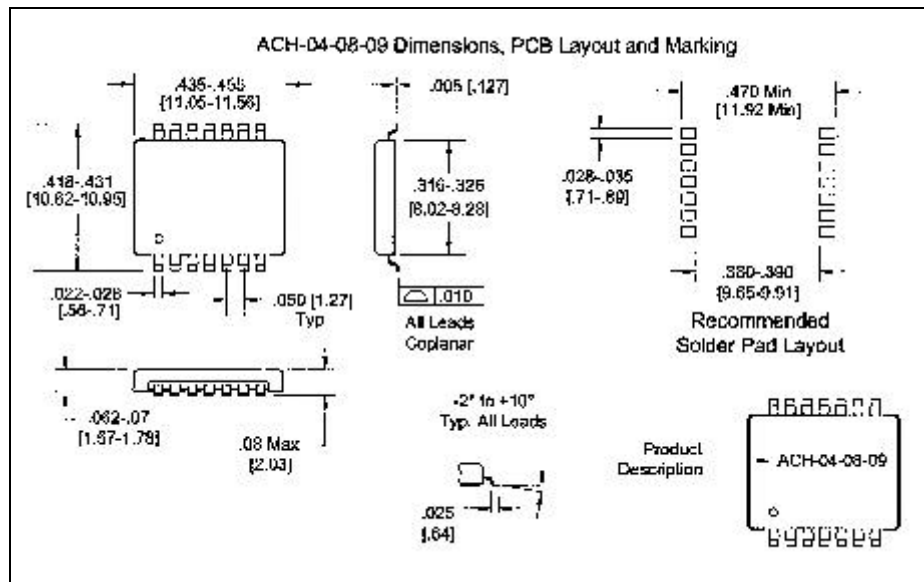 ACH-04-08-09 Dimensions, PCB Layout and Marking
.435-.455
[11.05-11.56]
.005 [.127]
.470 Min
[11.92 Min]
.418-.431
[10.62-10.95]
.316-.326
[8.02-8.28]
.028-.035
[.71-.89]
.022-.028
[.56-.71]
.050 [1.27]
Typ
.010
All Leads
Coplanar
.380-.390
[9.65-9.91]
Recommended
Solder Pad Layout
.062-.07
[1.57-1.78]
.08 Max
[2.03]
-2° to +10°
Typ. All Leads
.025
[.64]
Product
Description
ACH-04-08-09